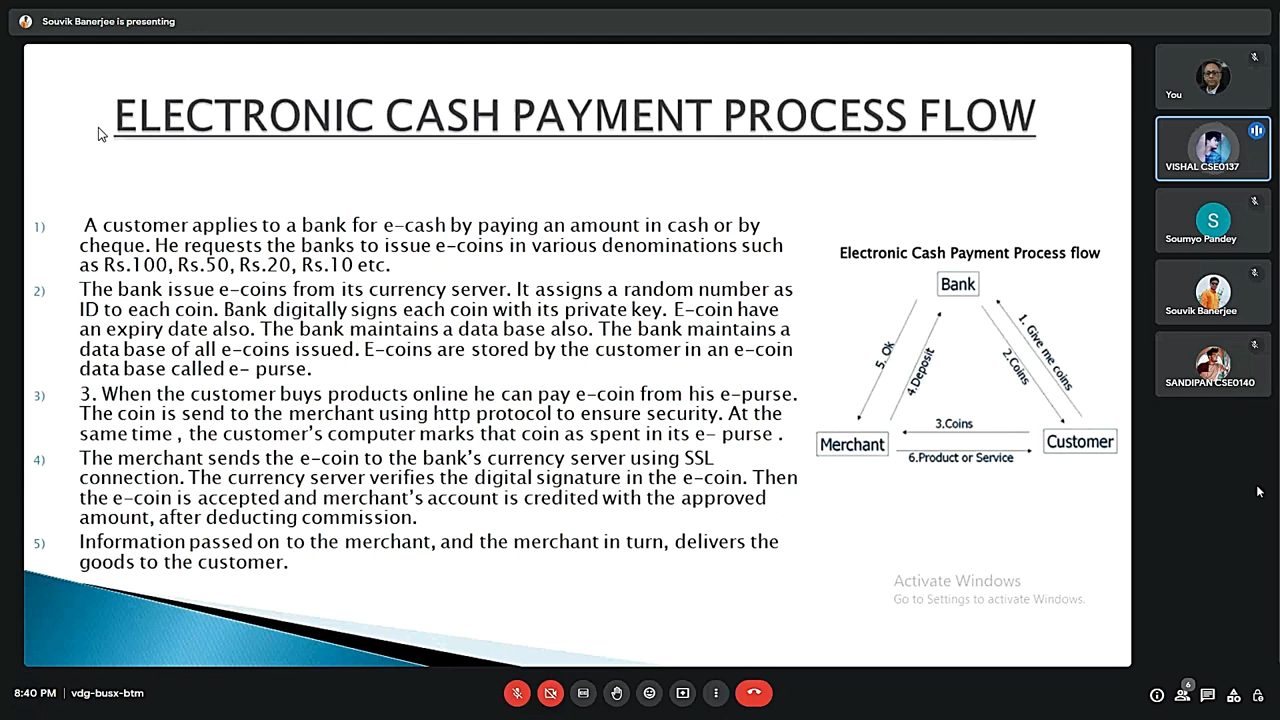 Souvik Banerjee is presenting
ELECTRONIC CASH PAYMENT PROCESS FLOW
1) A customer applies to a bank for e-cash by paying an amount in cash or by
cheque. He requests the banks to issue e-coins in various denominations such
as Rs.100, Rs.50, Rs.20, Rs.10 etc.
2) The bank issue e-coins from its currency server. It assigns a random number as
ID to each coin. Bank digitally signs each coin with its private key. E-coin have
an expiry date also. The bank maintains a data base also. The bank maintains a
data base of all e-coins issued. E-coins are stored by the customer in an e-coin
data base called e- purse.
3) 3. When the customer buys products online he can pay e-coin from his e-purse.
The coin is send to the merchant using http protocol to ensure security. At the
same time , the customer's computer marks that coin as spent in its e- purse .
4) The merchant sends the e-coin to the bank's currency server using SSL
connection. The currency server verifies the digital signature in the e-coin. Then
the e-coin is accepted and merchant's account is credited with the approved
amount, after deducting commission.
5) Information passed on to the merchant, and the merchant in turn, delivers the
goods to the customer.
Electronic Cash Payment Process flow
Bank
1. Give me coins
2.Coins
5. Ok
4.Deposit
3.Coins
Merchant
Customer
6.Product or Service
Activate Windows
Go to Settings to activate Windows.
You
VISHAL CSE0137
S
Soumyo Pandey
Souvik Banerjee
SANDIPAN CSE0140
8:40 PM | vdg-busx-btm
6